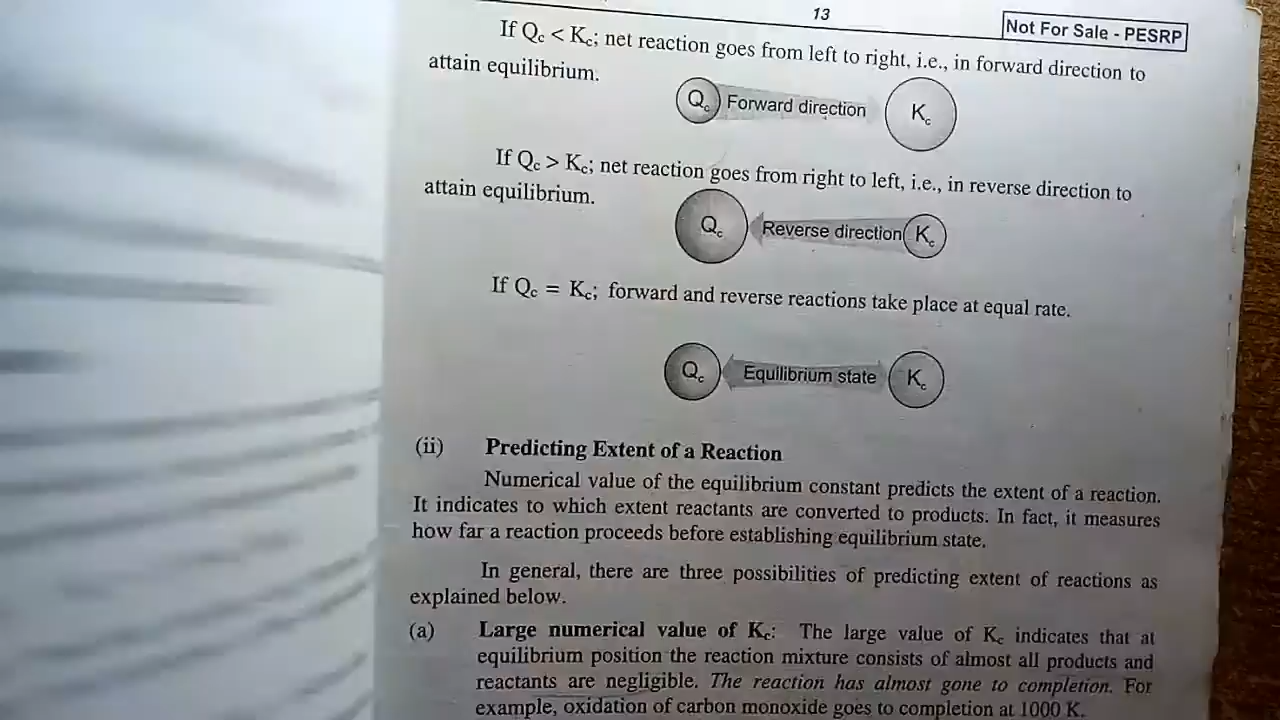 13
Not For Sale - PESRP
If Qc < Kc; net reaction goes from left to right, i.e., in forward direction to
attain equilibrium.
Qc Forward direction Kc
If Qc > Kc; net reaction goes from right to left, i.e., in reverse direction to
attain equilibrium.
Qc Reverse direction Kc
If Qc = Kc; forward and reverse reactions take place at equal rate.
Qc Equilibrium state Kc
(ii) Predicting Extent of a Reaction
Numerical value of the equilibrium constant predicts the extent of a reaction.
It indicates to which extent reactants are converted to products. In fact, it measures
how far a reaction proceeds before establishing equilibrium state.
In general, there are three possibilities of predicting extent of reactions as
explained below.
(a) Large numerical value of Kc: The large value of Kc indicates that at
equilibrium position the reaction mixture consists of almost all products and
reactants are negligible. The reaction has almost gone to completion. For
example, oxidation of carbon monoxide goes to completion at 1000 K.